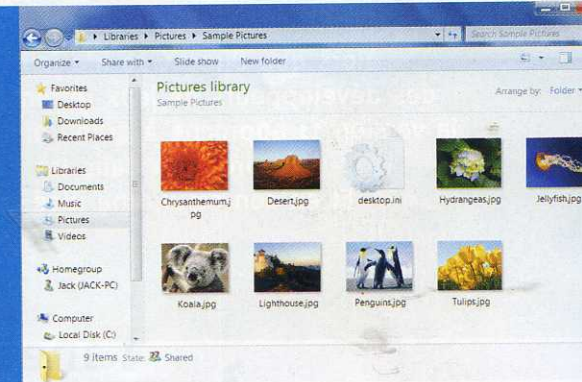 Libraries ▸ Pictures ▸ Sample Pictures
Search Sample Pictures
Organize ▾ Share with ▾ Slide show New folder
Favorites
Desktop
Downloads
Recent Places
Libraries
Documents
Music
Pictures
Videos
Homegroup
Jack (JACK-PC)
Computer
Local Disk (C:)
Pictures library
Sample Pictures
Arrange by: Folder ▾
Chrysanthemum.j
pg
Desert.jpg
desktop.ini
Hydrangeas.jpg
Jellyfish.jpg
Koala.jpg
Lighthouse.jpg
Penguins.jpg
Tulips.jpg
9 items State: Shared